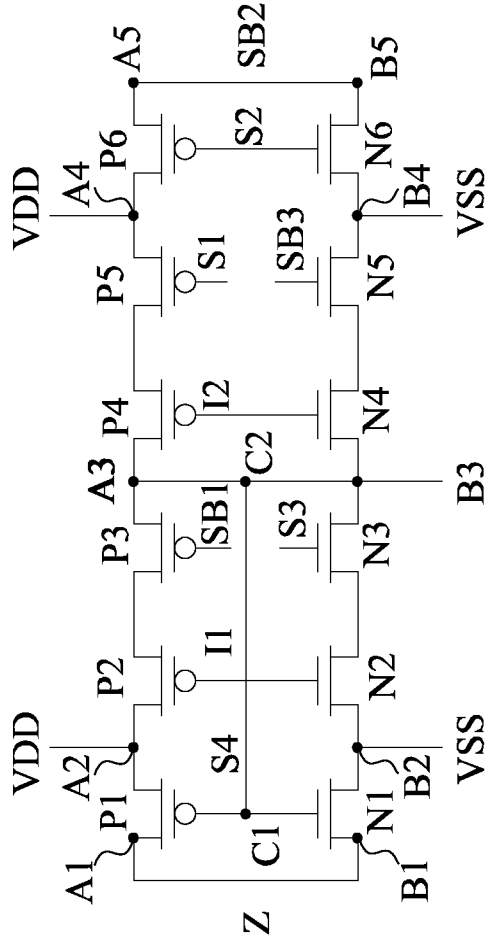 VDD
VDD
A1
A2
A3
A4
A5
P1
P2
P3
P4
P5
P6
Z
S4
I1
SB1
C2
I2
S1
S2
SB2
C1
S3
SB3
N1
N2
N3
N4
N5
N6
B1
B2
B3
B4
B5
VSS
VSS